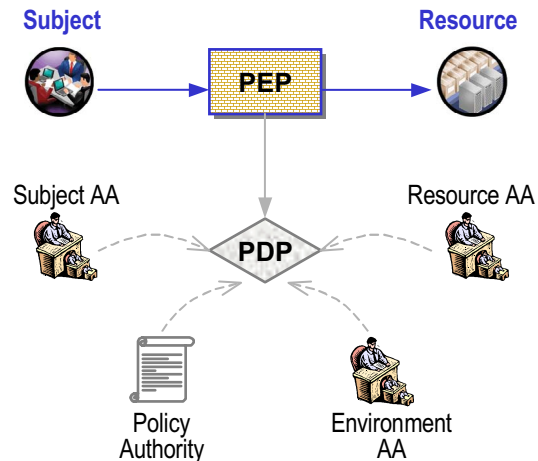 Subject
Resource
PEP
Subject AA
Resource AA
PDP
Policy
Authority
Environment
AA